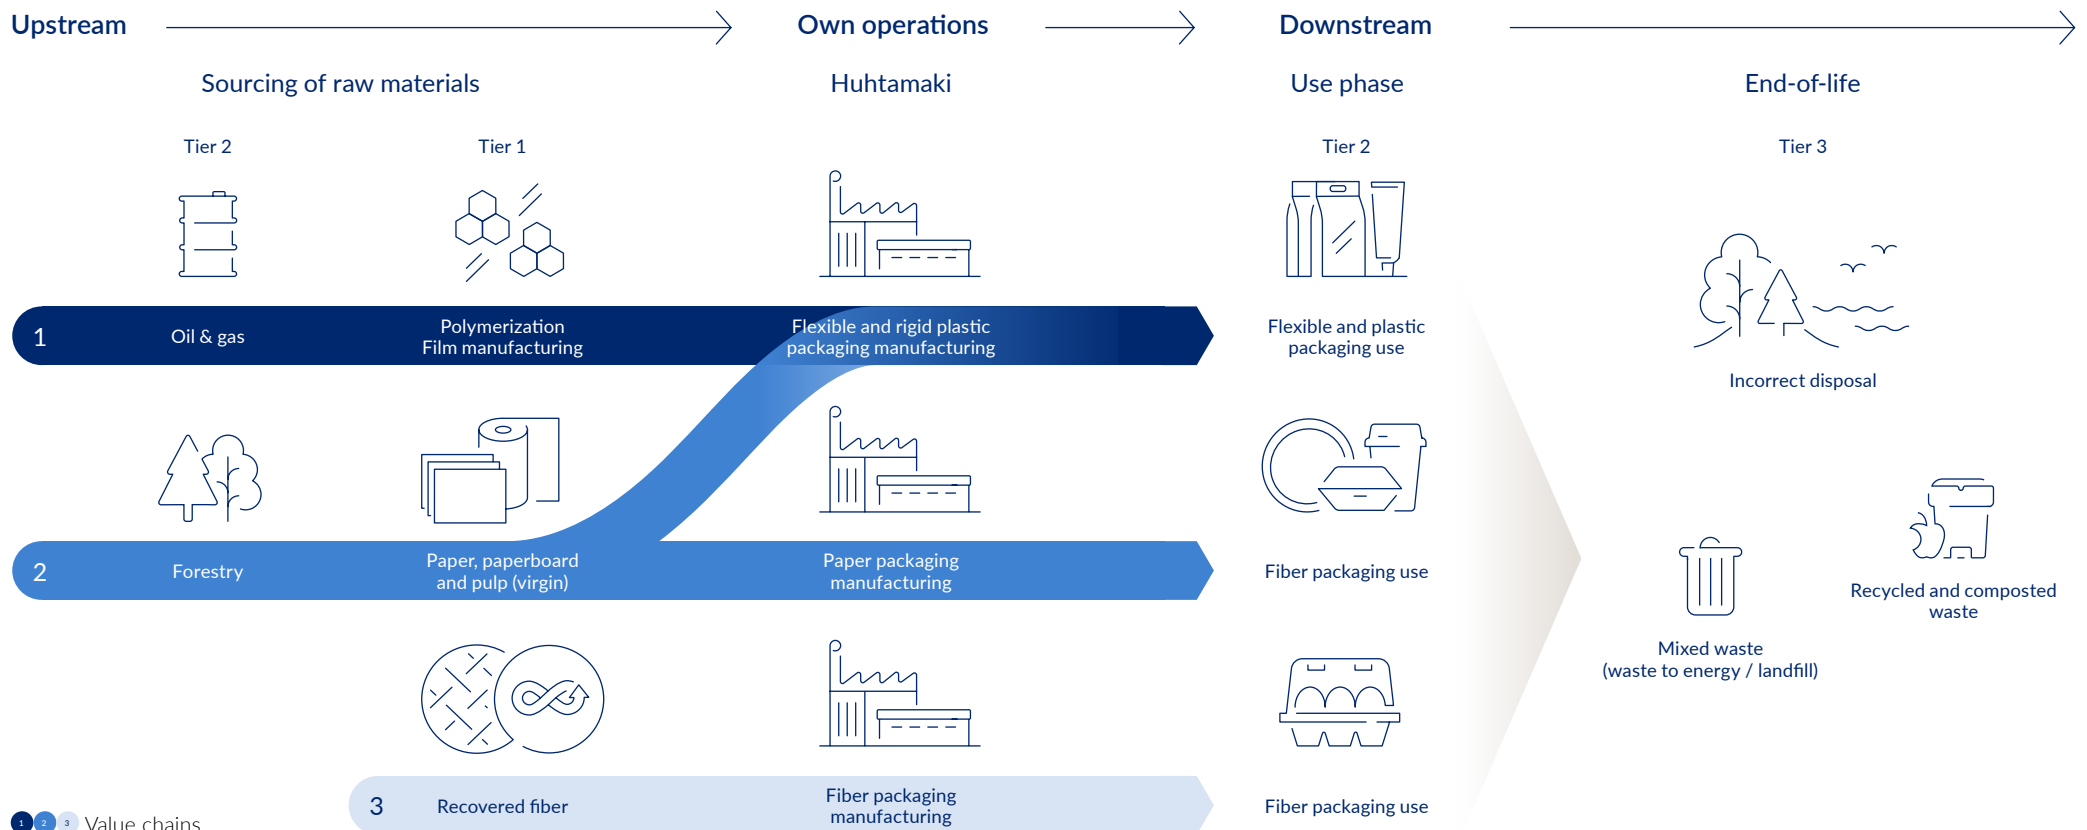 Upstream
Own operations
Downstream
Sourcing of raw materials
Huhtamaki
Use phase
End-of-life
Tier 2
Tier 1
Tier 2
Tier 3
1
Oil & gas
Polymerization
Film manufacturing
Flexible and rigid plastic
packaging manufacturing
Flexible and plastic
packaging use
Incorrect disposal
2
Forestry
Paper, paperboard
and pulp (virgin)
Paper packaging
manufacturing
Fiber packaging use
Recycled and composted
waste
Mixed waste
(waste to energy / landfill)
3
Recovered fiber
Fiber packaging
manufacturing
Fiber packaging use
1 2 3 Value chains